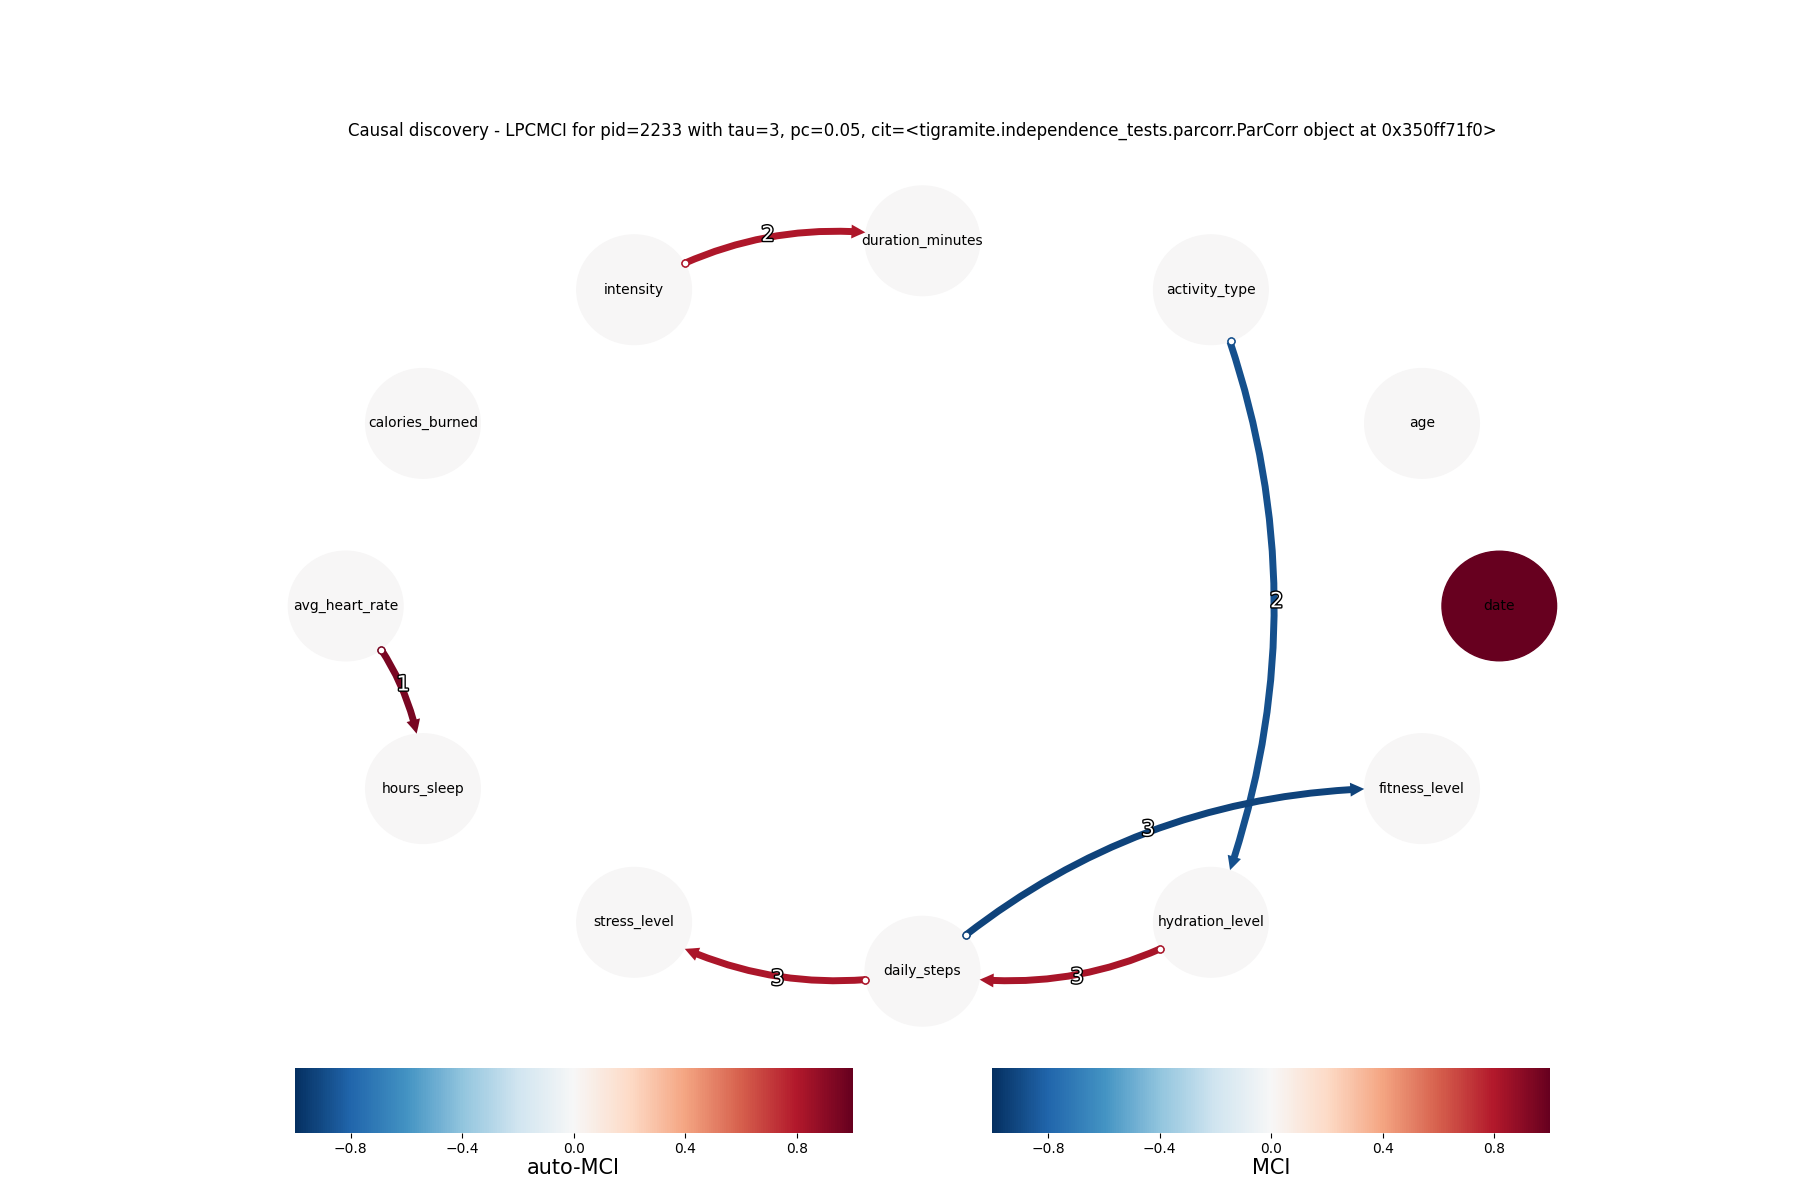 Causal discovery - LPCMCI for pid=2233 with tau=3, pc=0.05, cit=<tigramite.independence_tests.parcorr.ParCorr object at 0x350ff71f0>
2
duration_minutes
intensity
activity_type
calories_burned
age
avg_heart_rate
2
date
1
hours_sleep
fitness_level
3
stress_level
hydration_level
3
daily_steps
3
−0.8 −0.4 0.0 0.4 0.8
auto-MCI
−0.8 −0.4 0.0 0.4 0.8
MCI